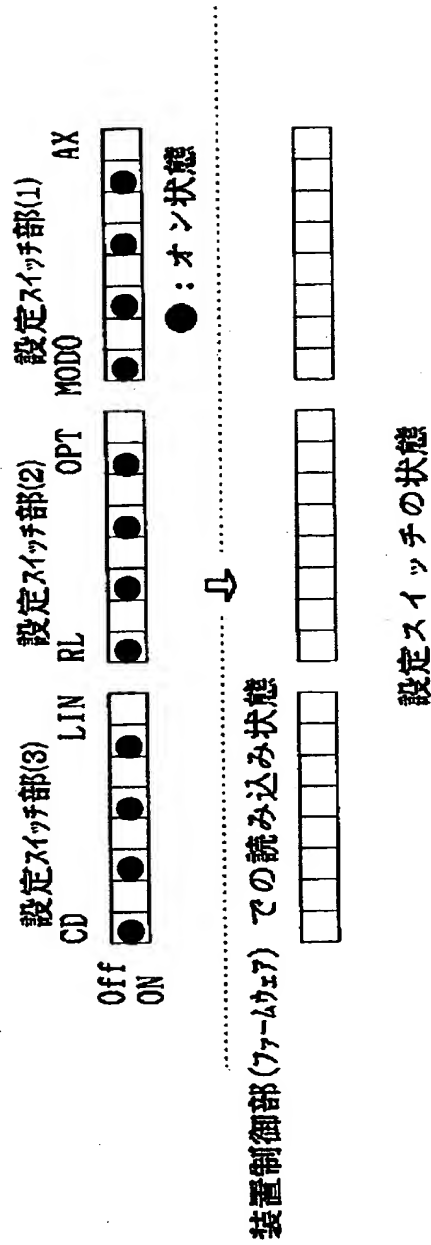 設定スイッチ部(3) 設定スイッチ部(2) 設定スイッチ部(1)
CD LIN RL OPT MODO AX
Off
ON
●：オン状態
装置制御部(ファームウェア) での読み込み状態
設定スイッチの状態